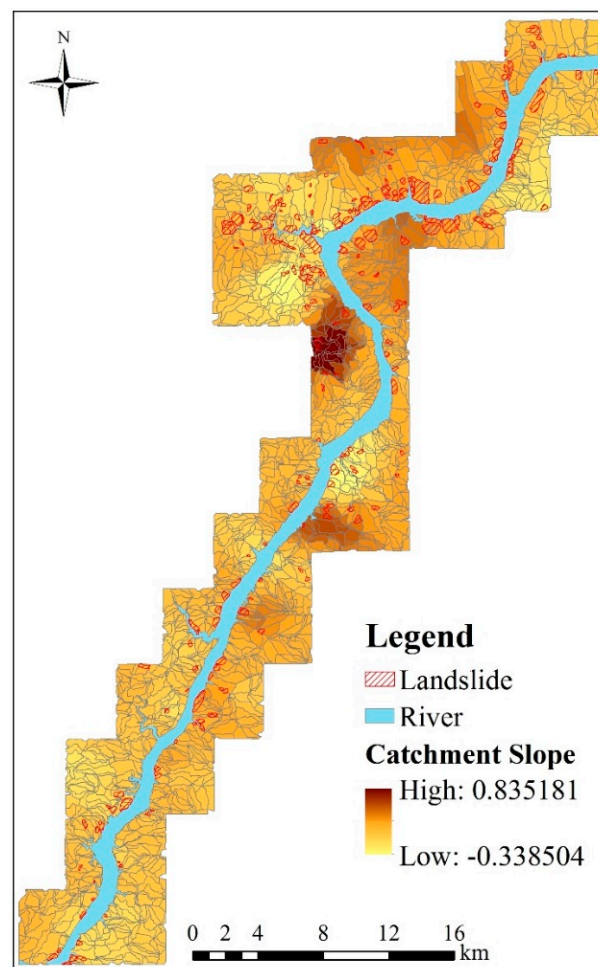 N
Legend
Landslide
River
Catchment Slope
High: 0.835181
Low: -0.338504
0 2 4 8 12 16
km